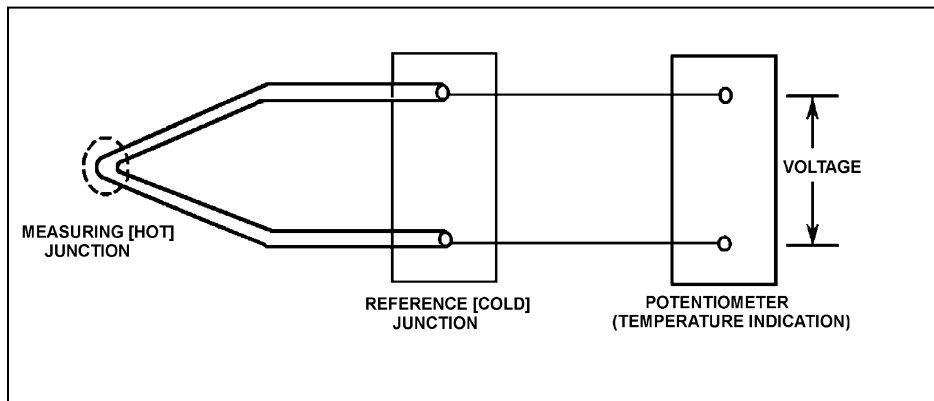 MEASURING [HOT]
JUNCTION
REFERENCE [COLD]
JUNCTION
POTENTIOMETER
(TEMPERATURE INDICATION)
VOLTAGE